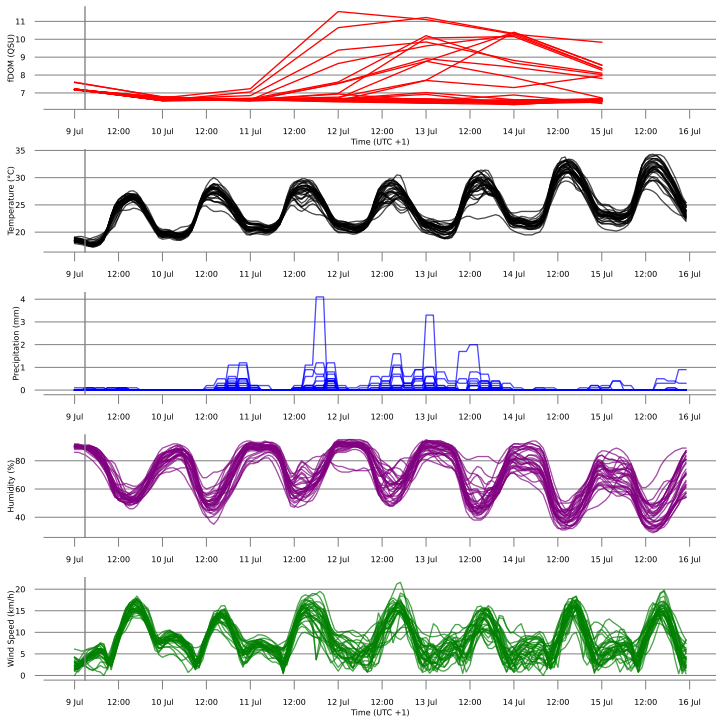 11
10
9
8
7
fDOM (QSU)
9 Jul 12:00 10 Jul 12:00 11 Jul 12:00 12 Jul 12:00 13 Jul 12:00 14 Jul 12:00 15 Jul 12:00 16 Jul
Time (UTC +1)
35
30
25
20
Temperature (°C)
9 Jul 12:00 10 Jul 12:00 11 Jul 12:00 12 Jul 12:00 13 Jul 12:00 14 Jul 12:00 15 Jul 12:00 16 Jul
4
3
2
1
0
Precipitation (mm)
9 Jul 12:00 10 Jul 12:00 11 Jul 12:00 12 Jul 12:00 13 Jul 12:00 14 Jul 12:00 15 Jul 12:00 16 Jul
80
60
40
Humidity (%)
9 Jul 12:00 10 Jul 12:00 11 Jul 12:00 12 Jul 12:00 13 Jul 12:00 14 Jul 12:00 15 Jul 12:00 16 Jul
20
15
10
5
0
Wind Speed (km/h)
9 Jul 12:00 10 Jul 12:00 11 Jul 12:00 12 Jul 12:00 13 Jul 12:00 14 Jul 12:00 15 Jul 12:00 16 Jul
Time (UTC +1)